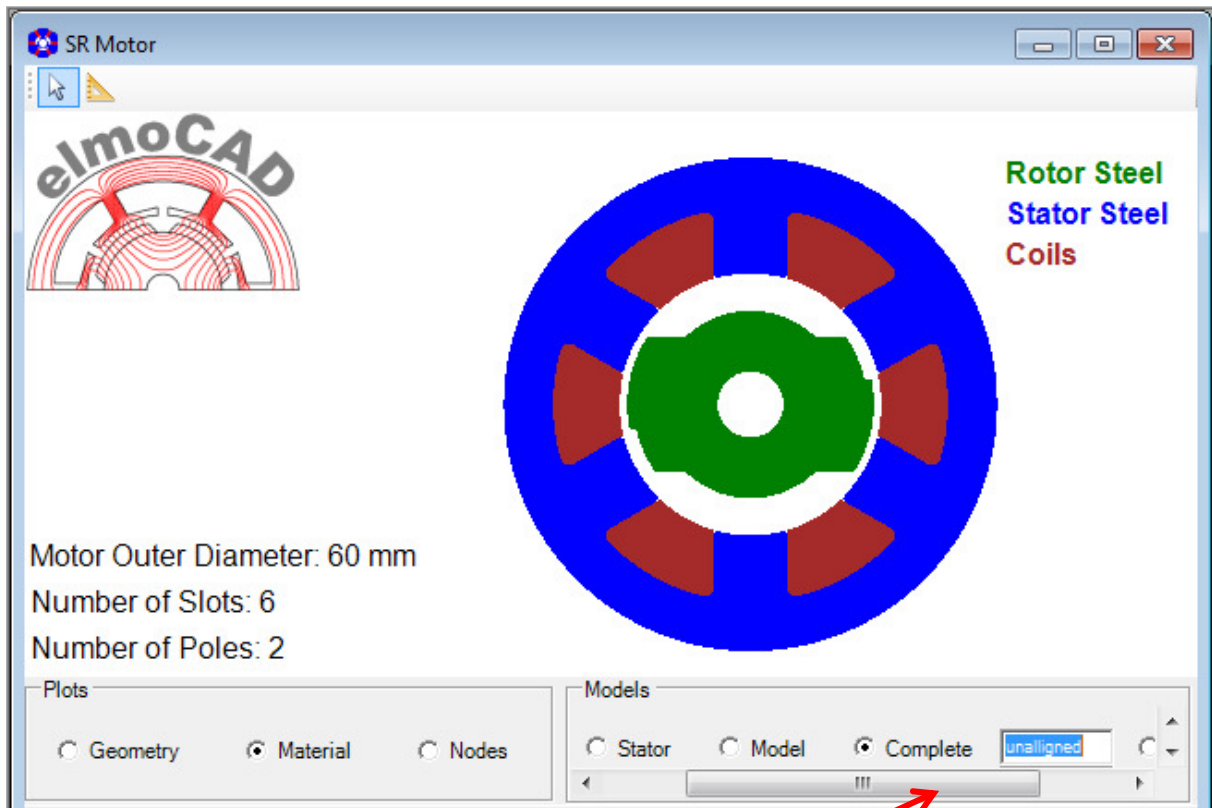 SR Motor
elmoCAD
Rotor Steel
Stator Steel
Coils
Motor Outer Diameter: 60 mm
Number of Slots: 6
Number of Poles: 2
Plots
Geometry Material Nodes
Models
Stator Model Complete unalligned